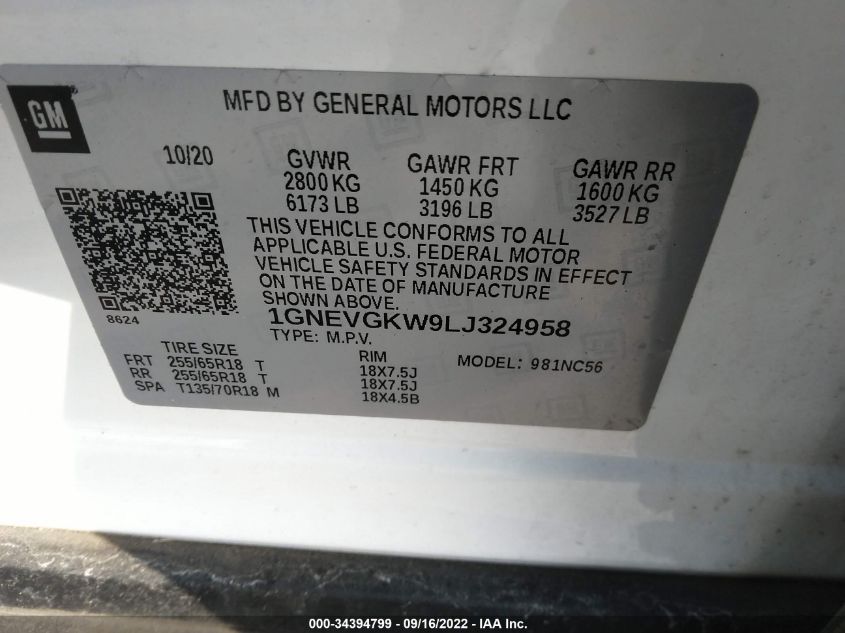 GM
MFD BY GENERAL MOTORS LLC
10/20 GVWR GAWR FRT GAWR RR
2800 KG 1450 KG 1600 KG
6173 LB 3196 LB 3527 LB
THIS VEHICLE CONFORMS TO ALL
APPLICABLE U.S. FEDERAL MOTOR
VEHICLE SAFETY STANDARDS IN EFFECT
ON THE DATE OF MANUFACTURE
SHOWN ABOVE.
8624
1GNEVGKW9LJ324958
TYPE: M.P.V.
TIRE SIZE RIM MODEL: 981NC56
FRT 255/65R18 T 18X7.5J
RR 255/65R18 T 18X7.5J
SPA T135/70R18 M 18X4.5B
000-34394799 - 09/16/2022 - IAA Inc.